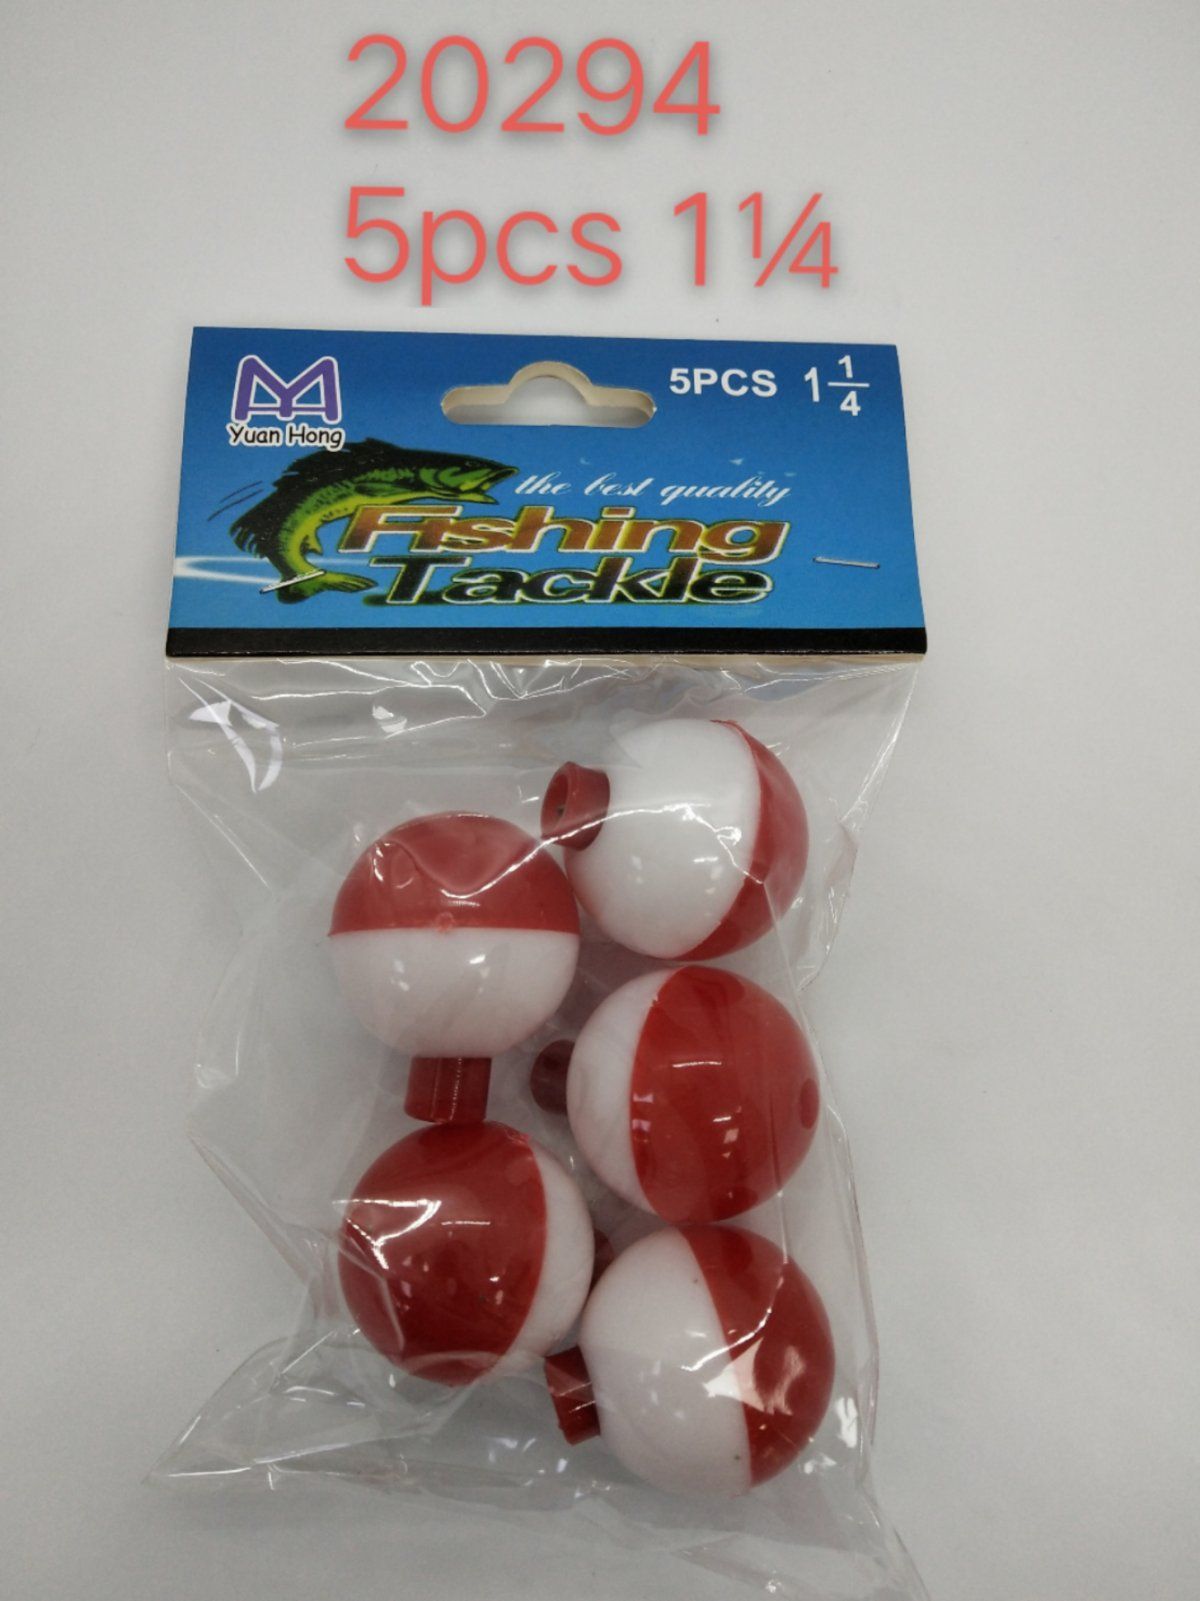 20294
5pcs 1¼
5PCS 1 1/4
Yuan Hong
the best quality
Fishing
Tackle